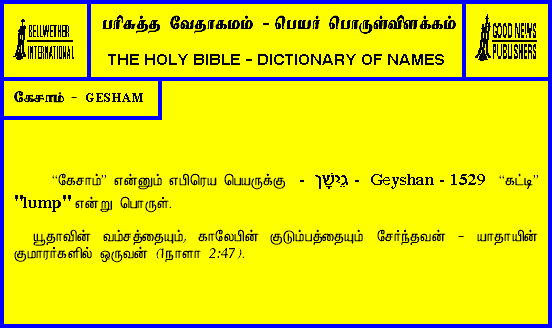 BELLWETHER
INTERNATIONAL
பரிசுத்த வேதாகமம் - பெயர் பொருள்விளக்கம்
THE HOLY BIBLE - DICTIONARY OF NAMES
GOOD NEWS
PUBLISHERS
கேசாம் - GESHAM
“கேசாம்” என்னும் எபிரெய பெயருக்கு - גֵּישָׁן - Geyshan - 1529 “கட்டி”
"lump" என்று பொருள்.
யூதாவின் வம்சத்தையும், காலேபின் குடும்பத்தையும் சேர்ந்தவன் - யாதாயின்
குமாரர்களில் ஒருவன் (1நாளா 2:47).